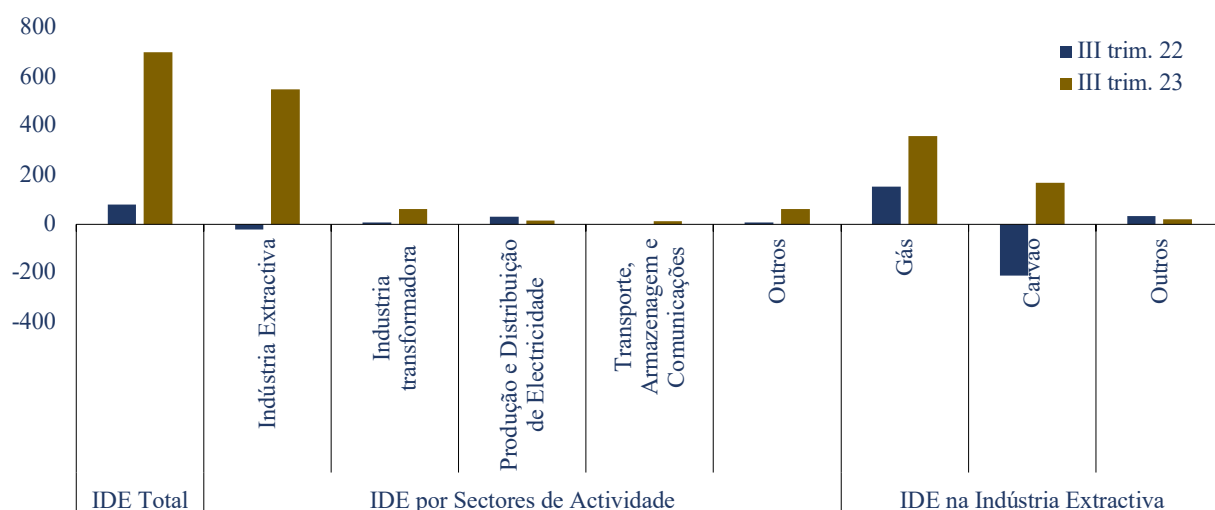 800
600
400
200
0
-200
-400
III trim. 22
III trim. 23
Indústria Extractiva
Industria
transformadora
Produção e Distribuição
de Electricidade
Transporte,
Armazenagem e
Comunicações
Outros
Gás
Carvão
Outros
IDE Total
IDE por Sectores de Actividade
IDE na Indústria Extractiva